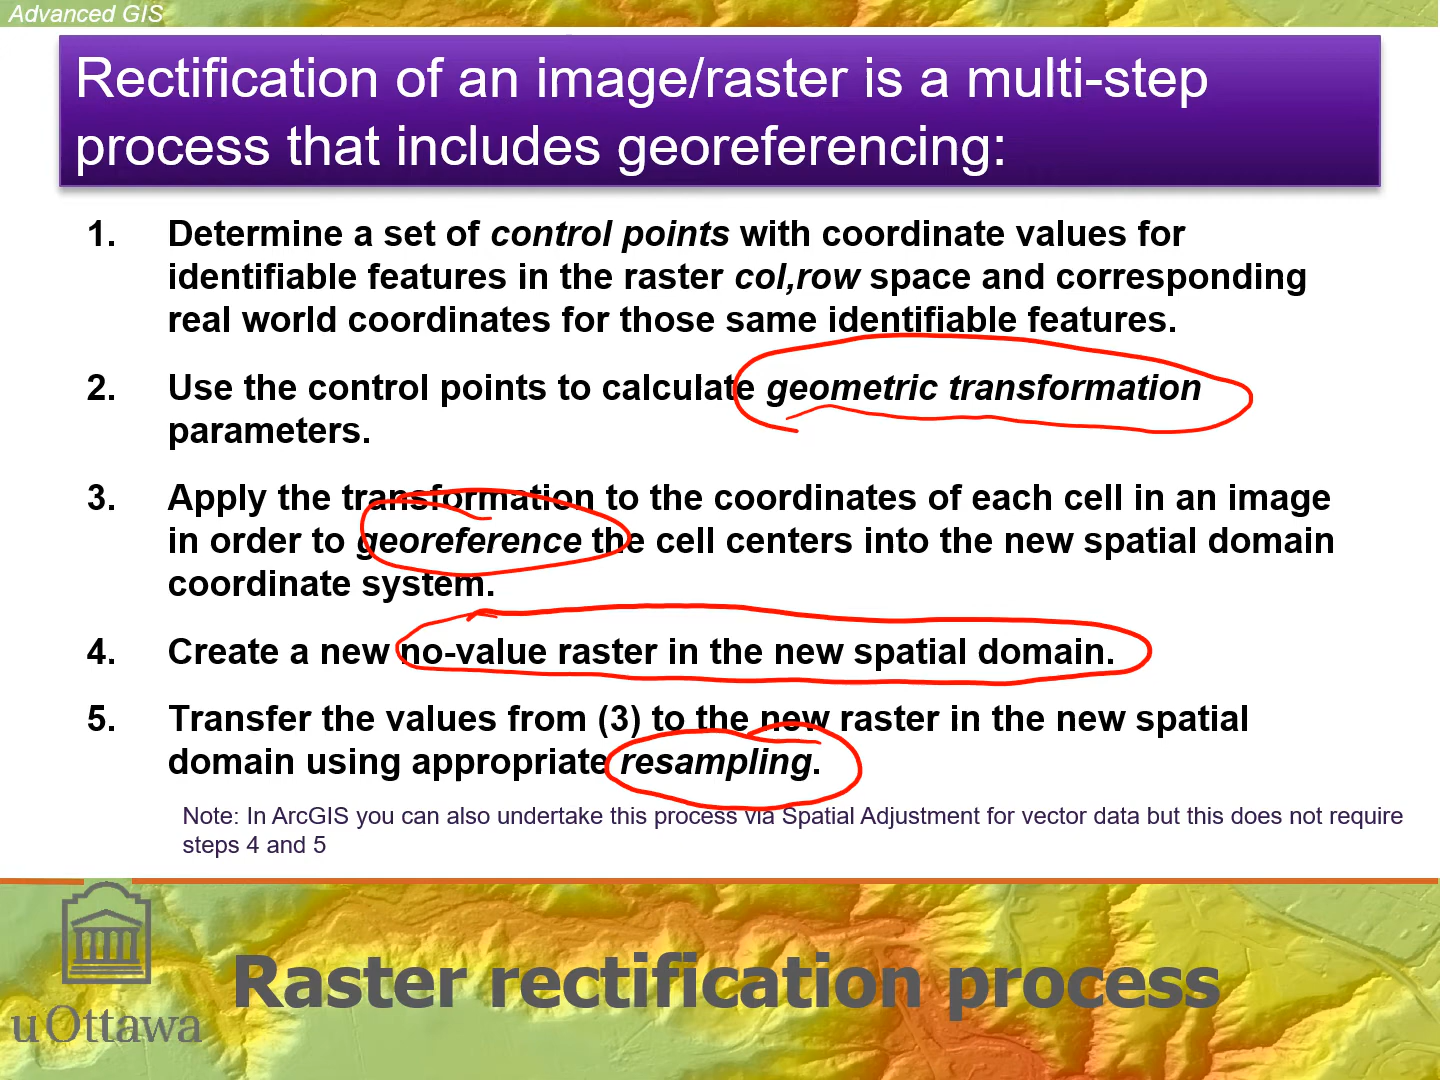 Advanced GIS
Rectification of an image/raster is a multi-step
process that includes georeferencing:
1. Determine a set of control points with coordinate values for
identifiable features in the raster col,row space and corresponding
real world coordinates for those same identifiable features.
2. Use the control points to calculate geometric transformation
parameters.
3. Apply the transformation to the coordinates of each cell in an image
in order to georeference the cell centers into the new spatial domain
coordinate system.
4. Create a new no-value raster in the new spatial domain.
5. Transfer the values from (3) to the new raster in the new spatial
domain using appropriate resampling.
Note: In ArcGIS you can also undertake this process via Spatial Adjustment for vector data but this does not require
steps 4 and 5
Raster rectification process
uOttawa